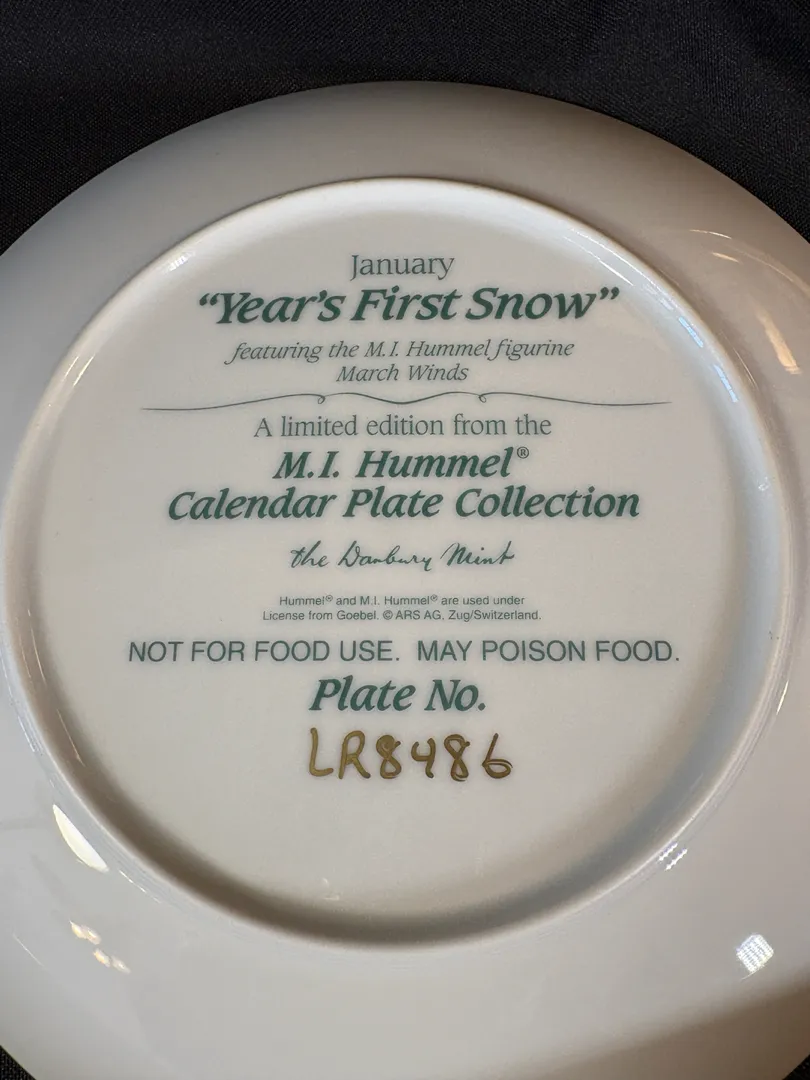 January
“Year’s First Snow”
featuring the M.I. Hummel figurine
March Winds
A limited edition from the
M.I. Hummel®
Calendar Plate Collection
the Danbury Mint
Hummel® and M.I. Hummel® are used under
License from Goebel. © ARS AG, Zug/Switzerland.
NOT FOR FOOD USE. MAY POISON FOOD.
Plate No.
LR8486